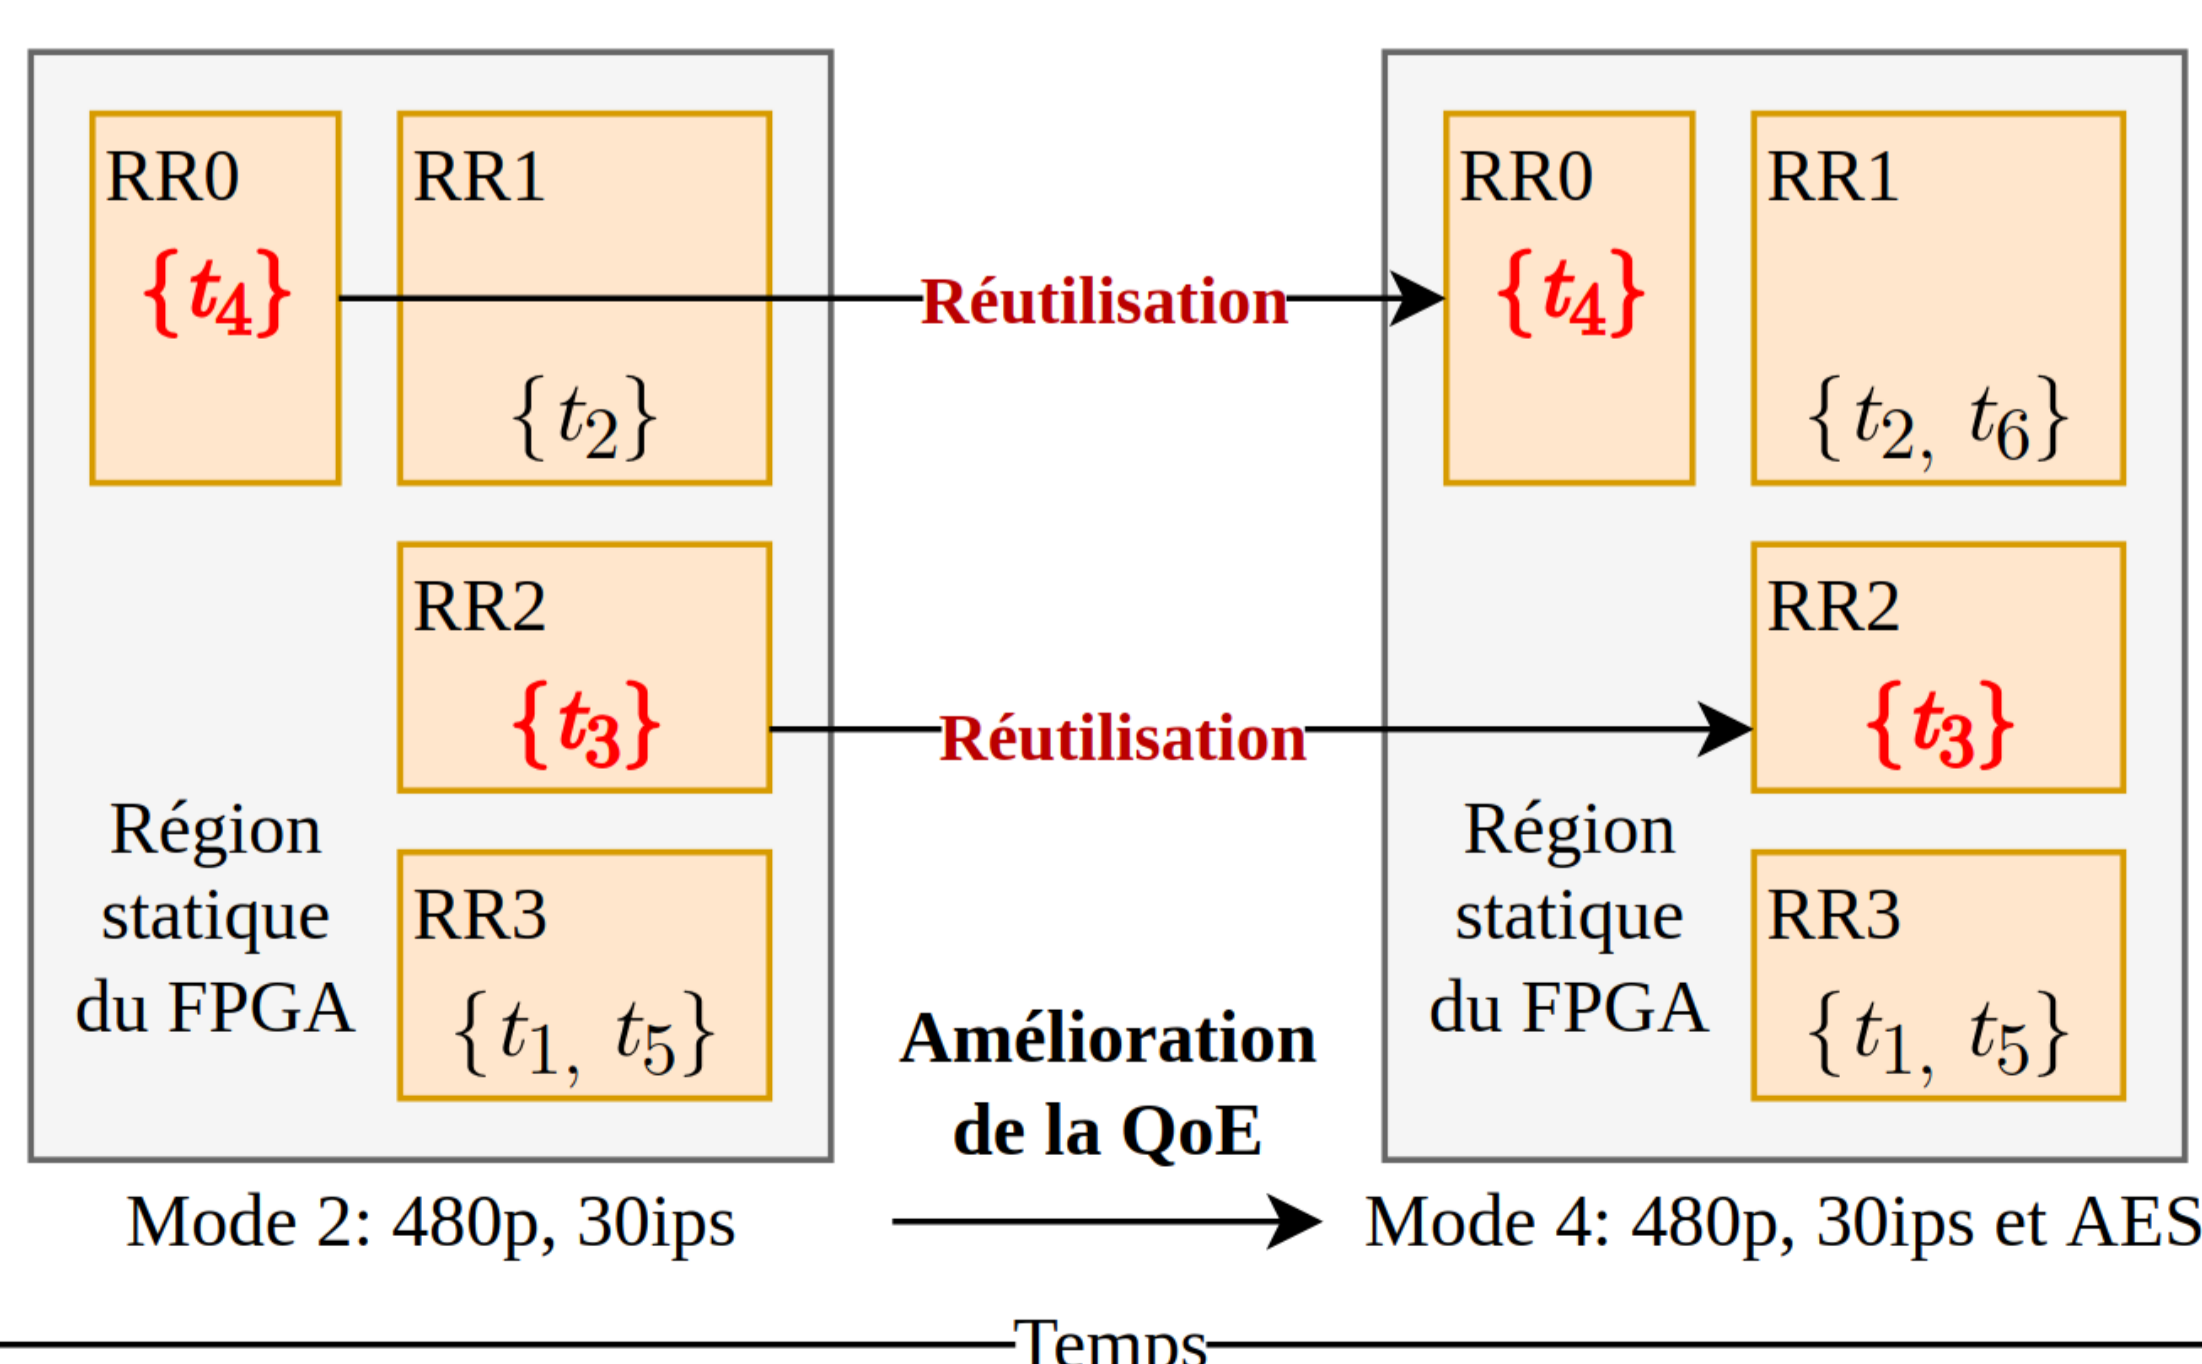 RR0
{t4}
RR1
{t2}
RR2
{t3}
RR3
{t1, t5}
Région
statique
du FPGA
Mode 2: 480p, 30ips
Réutilisation
Réutilisation
Amélioration
de la QoE
RR0
{t4}
RR1
{t2, t6}
RR2
{t3}
RR3
{t1, t5}
Région
statique
du FPGA
Mode 4: 480p, 30ips et AES
Temps